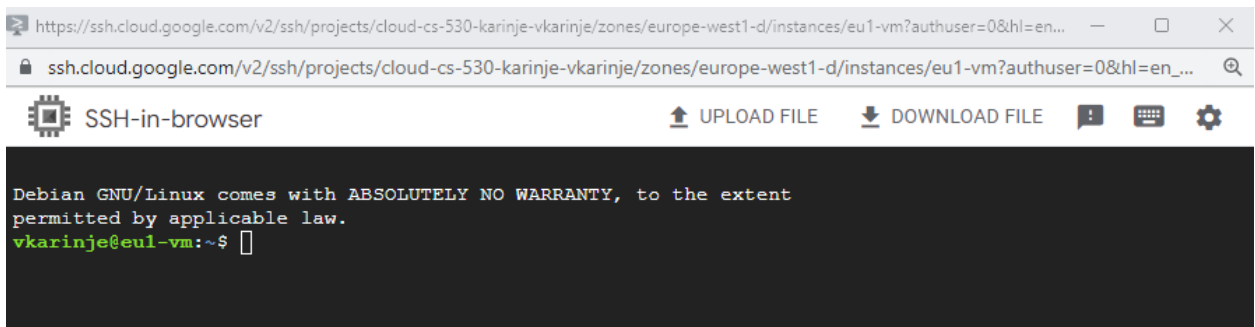 https://ssh.cloud.google.com/v2/ssh/projects/cloud-cs-530-karinje-vkarinje/zones/europe-west1-d/instances/eu1-vm?authuser=0&hl=en...
ssh.cloud.google.com/v2/ssh/projects/cloud-cs-530-karinje-vkarinje/zones/europe-west1-d/instances/eu1-vm?authuser=0&hl=en_...
SSH-in-browser UPLOAD FILE DOWNLOAD FILE
Debian GNU/Linux comes with ABSOLUTELY NO WARRANTY, to the extent
permitted by applicable law.
vkarinje@eu1-vm:~$